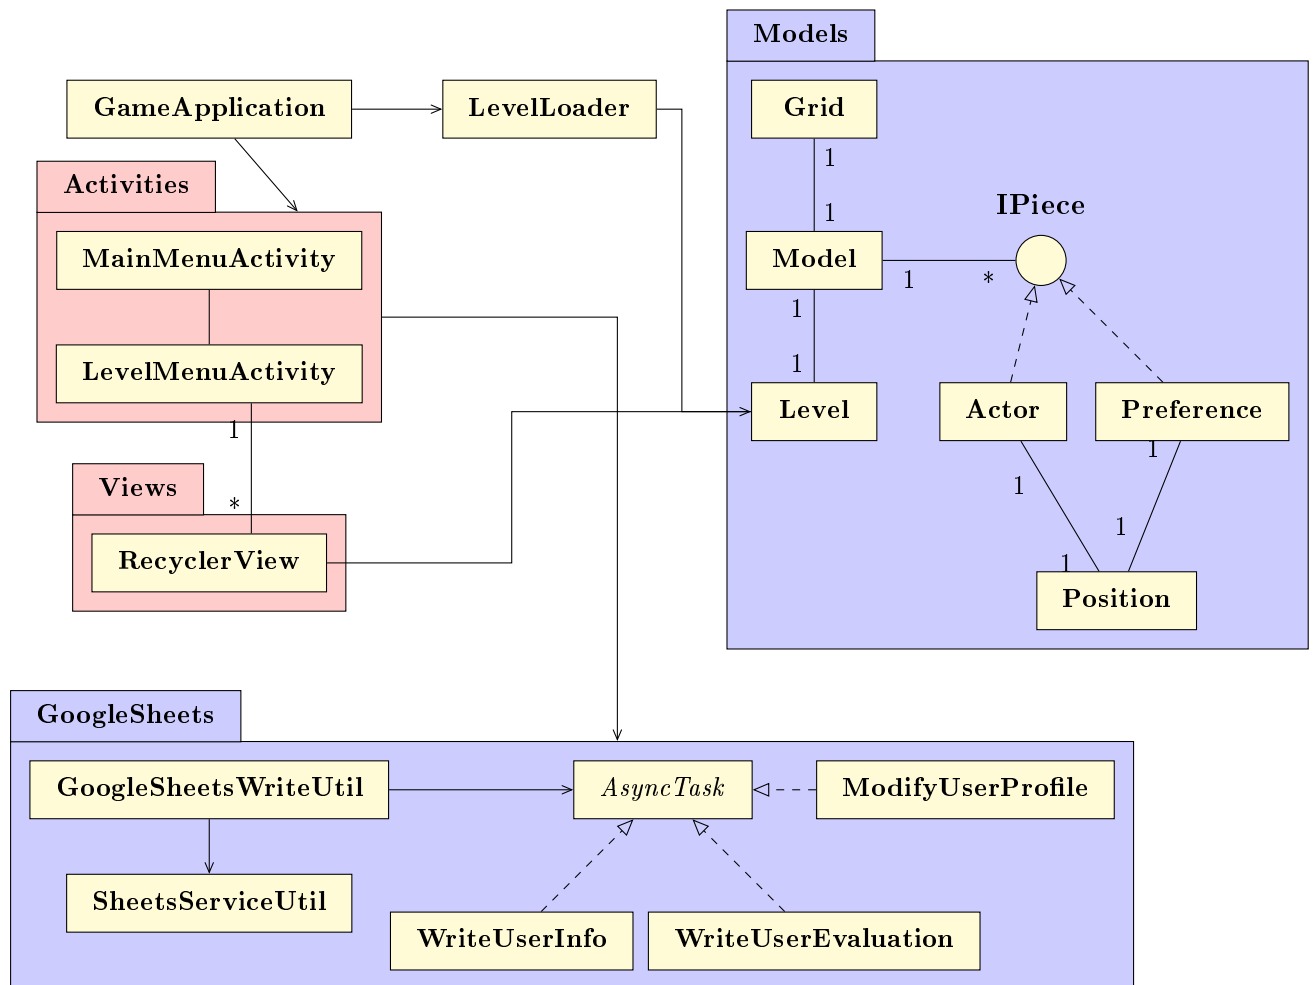 Models
GameApplication
LevelLoader
Grid
1
Activities
IPiece
1
MainMenuActivity
Model
1
*
1
LevelMenuActivity
1
Level
Actor
Preference
1
1
Views
1
*
1
RecyclerView
1
Position
GoogleSheets
GoogleSheetsWriteUtil
AsyncTask
ModifyUserProfile
SheetsServiceUtil
WriteUserInfo
WriteUserEvaluation